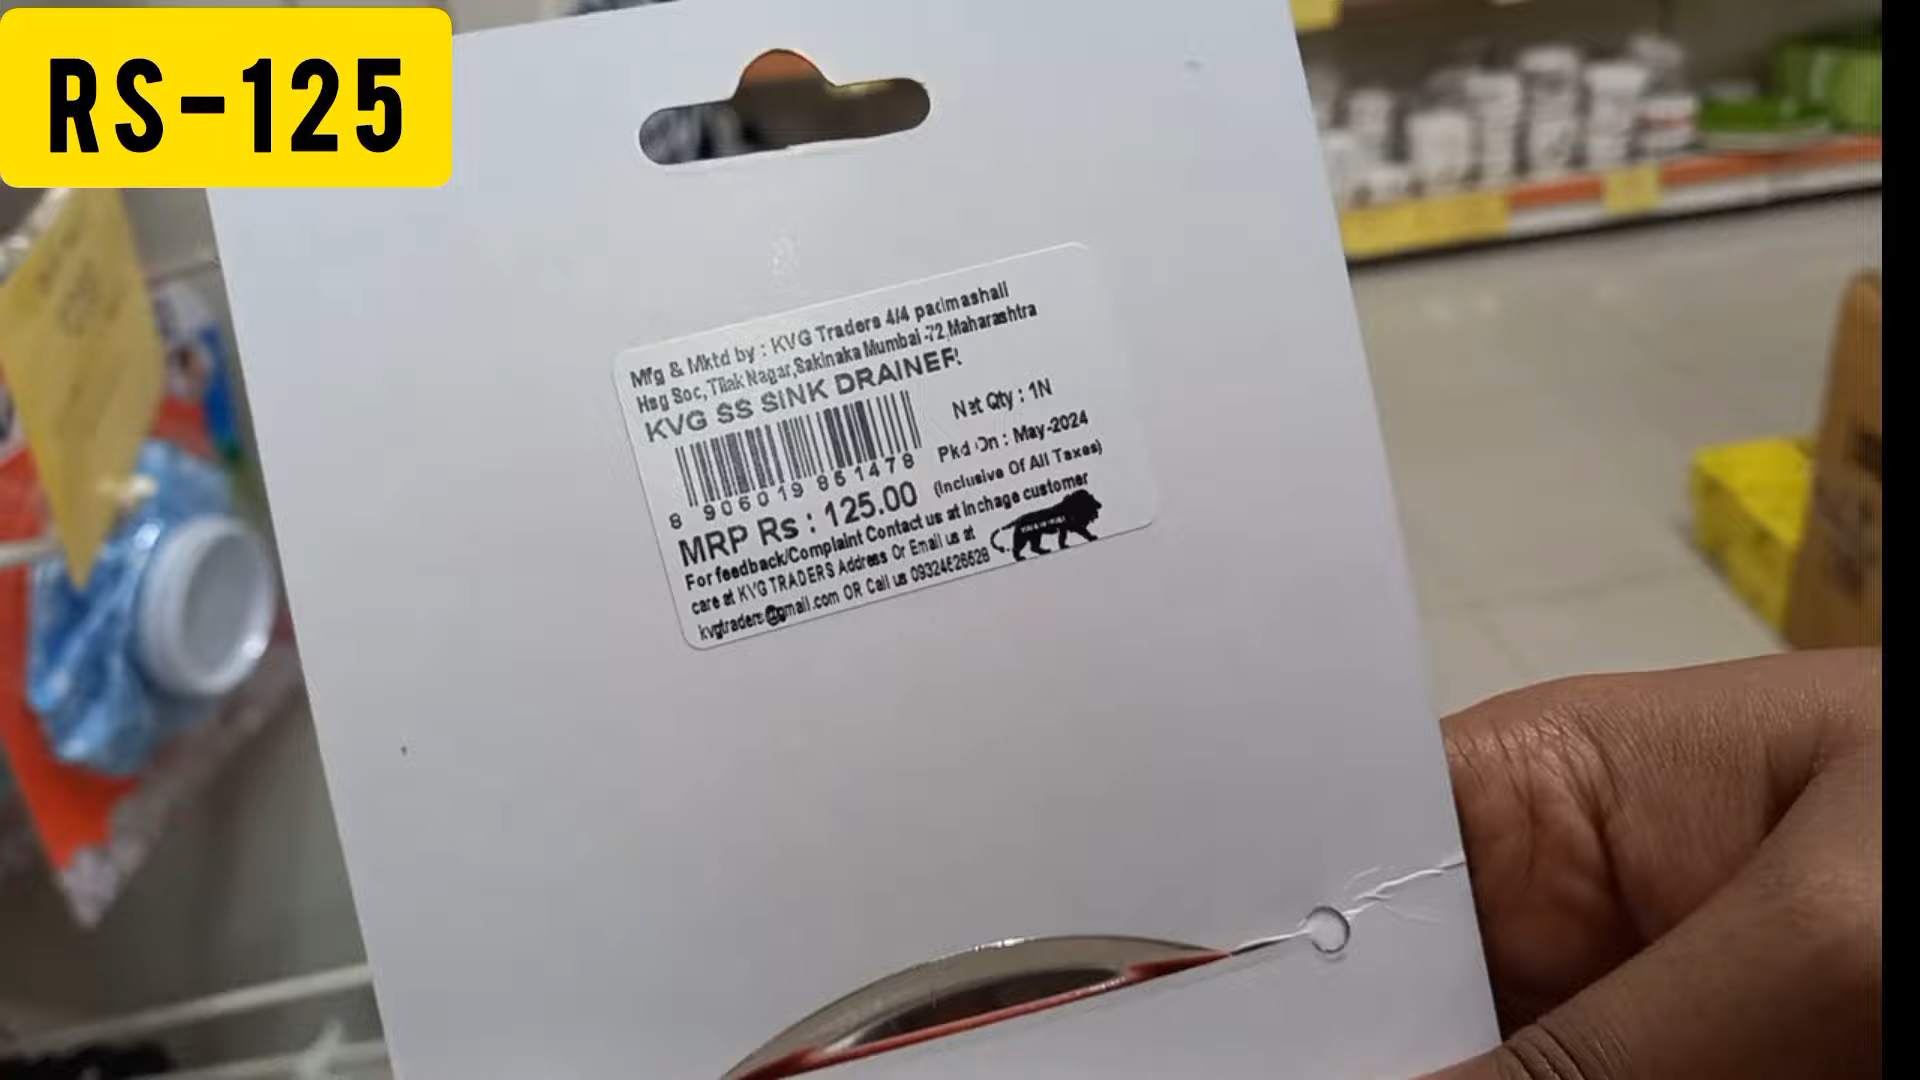 RS-125
Mfg & Mktd by : KVG Traders 4/4 padmashali
Hsg Soc, Tilak Nagar, Sakinaka Mumbai -72, Maharashtra
KVG SS SINK DRAINER
Net Qty : 1N
Pkd On : May-2024
8 906019 861478
MRP Rs : 125.00 (Inclusive Of All Taxes)
For feedback/Complaint Contact us at Inchage customer
care at KVG TRADERS Address Or Email us at
kvgtraders@gmail.com OR Call us 09324626628